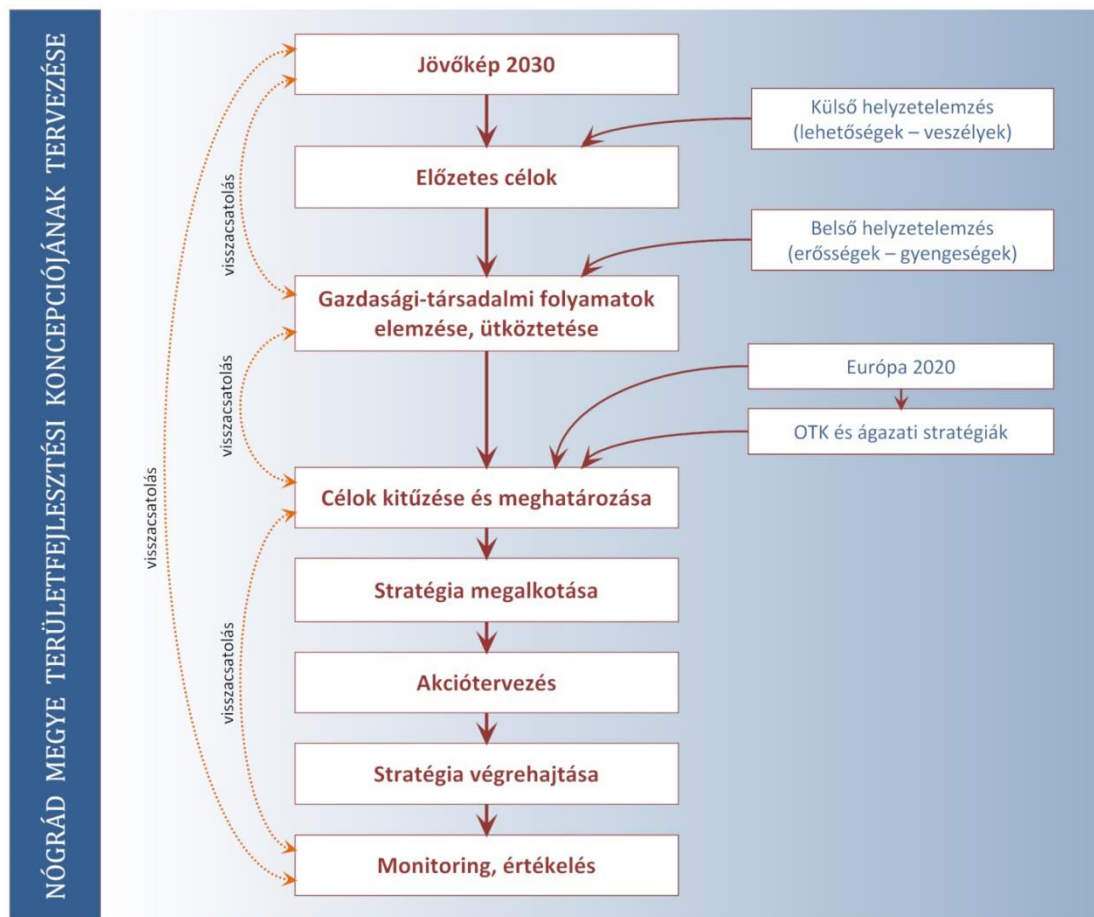 NÓGRÁD MEGYE TERÜLETFEJLESZTÉSI KONCEPCIÓJÁNAK TERVEZÉSE
Jövőkép 2030
Külső helyzetelemzés
(lehetőségek – veszélyek)
Előzetes célok
visszacsatolás
Belső helyzetelemzés
(erősségek – gyengeségek)
Gazdasági-társadalmi folyamatok
elemzése, ütköztetése
visszacsatolás
Európa 2020
OTK és ágazati stratégiák
Célok kitűzése és meghatározása
visszacsatolás
Stratégia megalkotása
visszacsatolás
Akciótervezés
Stratégia végrehajtása
Monitoring, értékelés